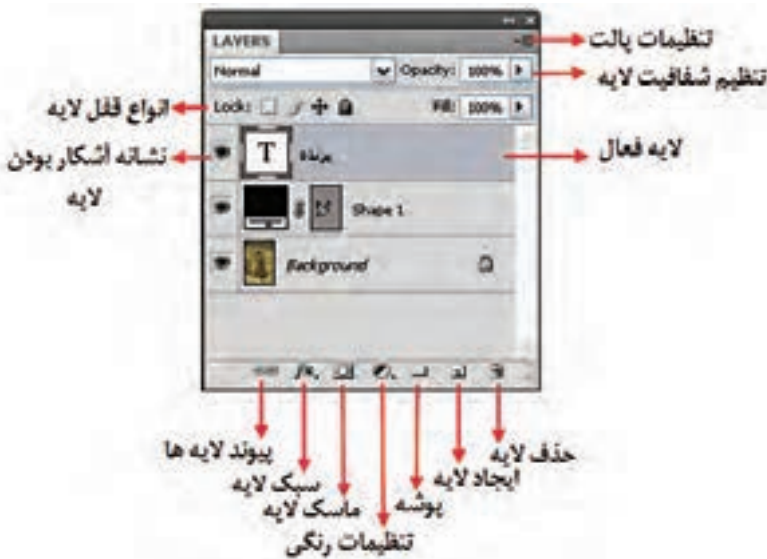 LAYERS
تنظیمات پالت
Normal Opacity: 100%
تنظیم شفافیت لایه
Lock: Fill: 100%
انواع قفل لایه
T
لایه فعال
نشانه آشکار بودن
لایه
Shape 1
Background
fx
پیوند لایه ها
سبک لایه
ماسک لایه
تنظیمات رنگی
پوشه
ایجاد لایه
حذف لایه